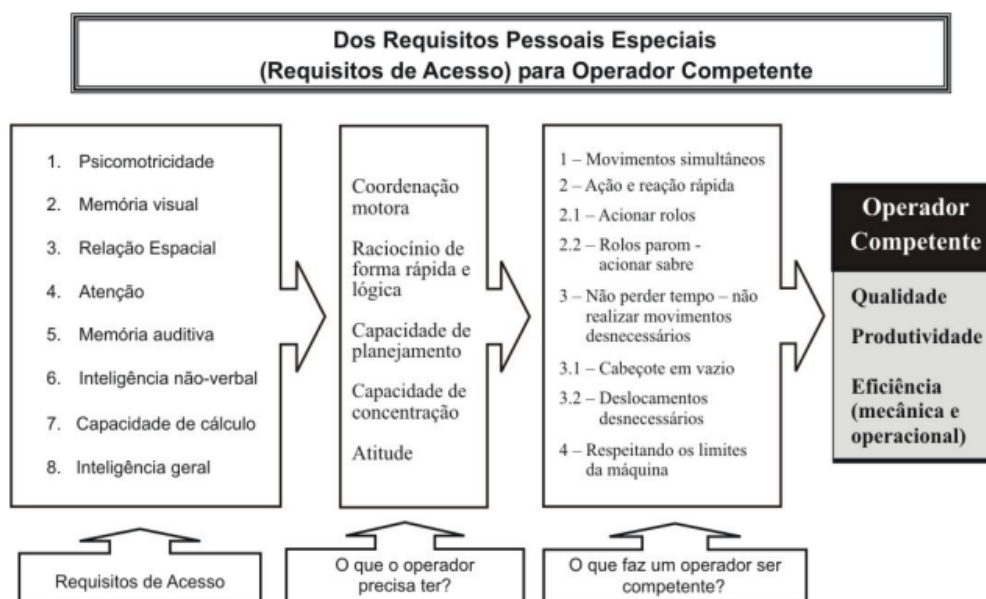 Dos Requisitos Pessoais Especiais
(Requisitos de Acesso) para Operador Competente
1. Psicomotricidade
2. Memória visual
3. Relação Espacial
4. Atenção
5. Memória auditiva
6. Inteligência não-verbal
7. Capacidade de cálculo
8. Inteligência geral
Requisitos de Acesso
Coordenação
motora
Raciocínio de
forma rápida e
lógica
Capacidade de
planejamento
Capacidade de
concentração
Atitude
O que o operador
precisa ter?
1 – Movimentos simultâneos
2 – Ação e reação rápida
2.1 – Acionar rolos
2.2 – Rolos parom -
acionar sabre
3 – Não perder tempo – não
realizar movimentos
desnecessários
3.1 – Cabeçote em vazio
3.2 – Deslocamentos
desnecessários
4 – Respeitando os limites
da máquina
O que faz um operador ser
competente?
Operador
Competente
Qualidade
Produtividade
Eficiência
(mecânica e
operacional)